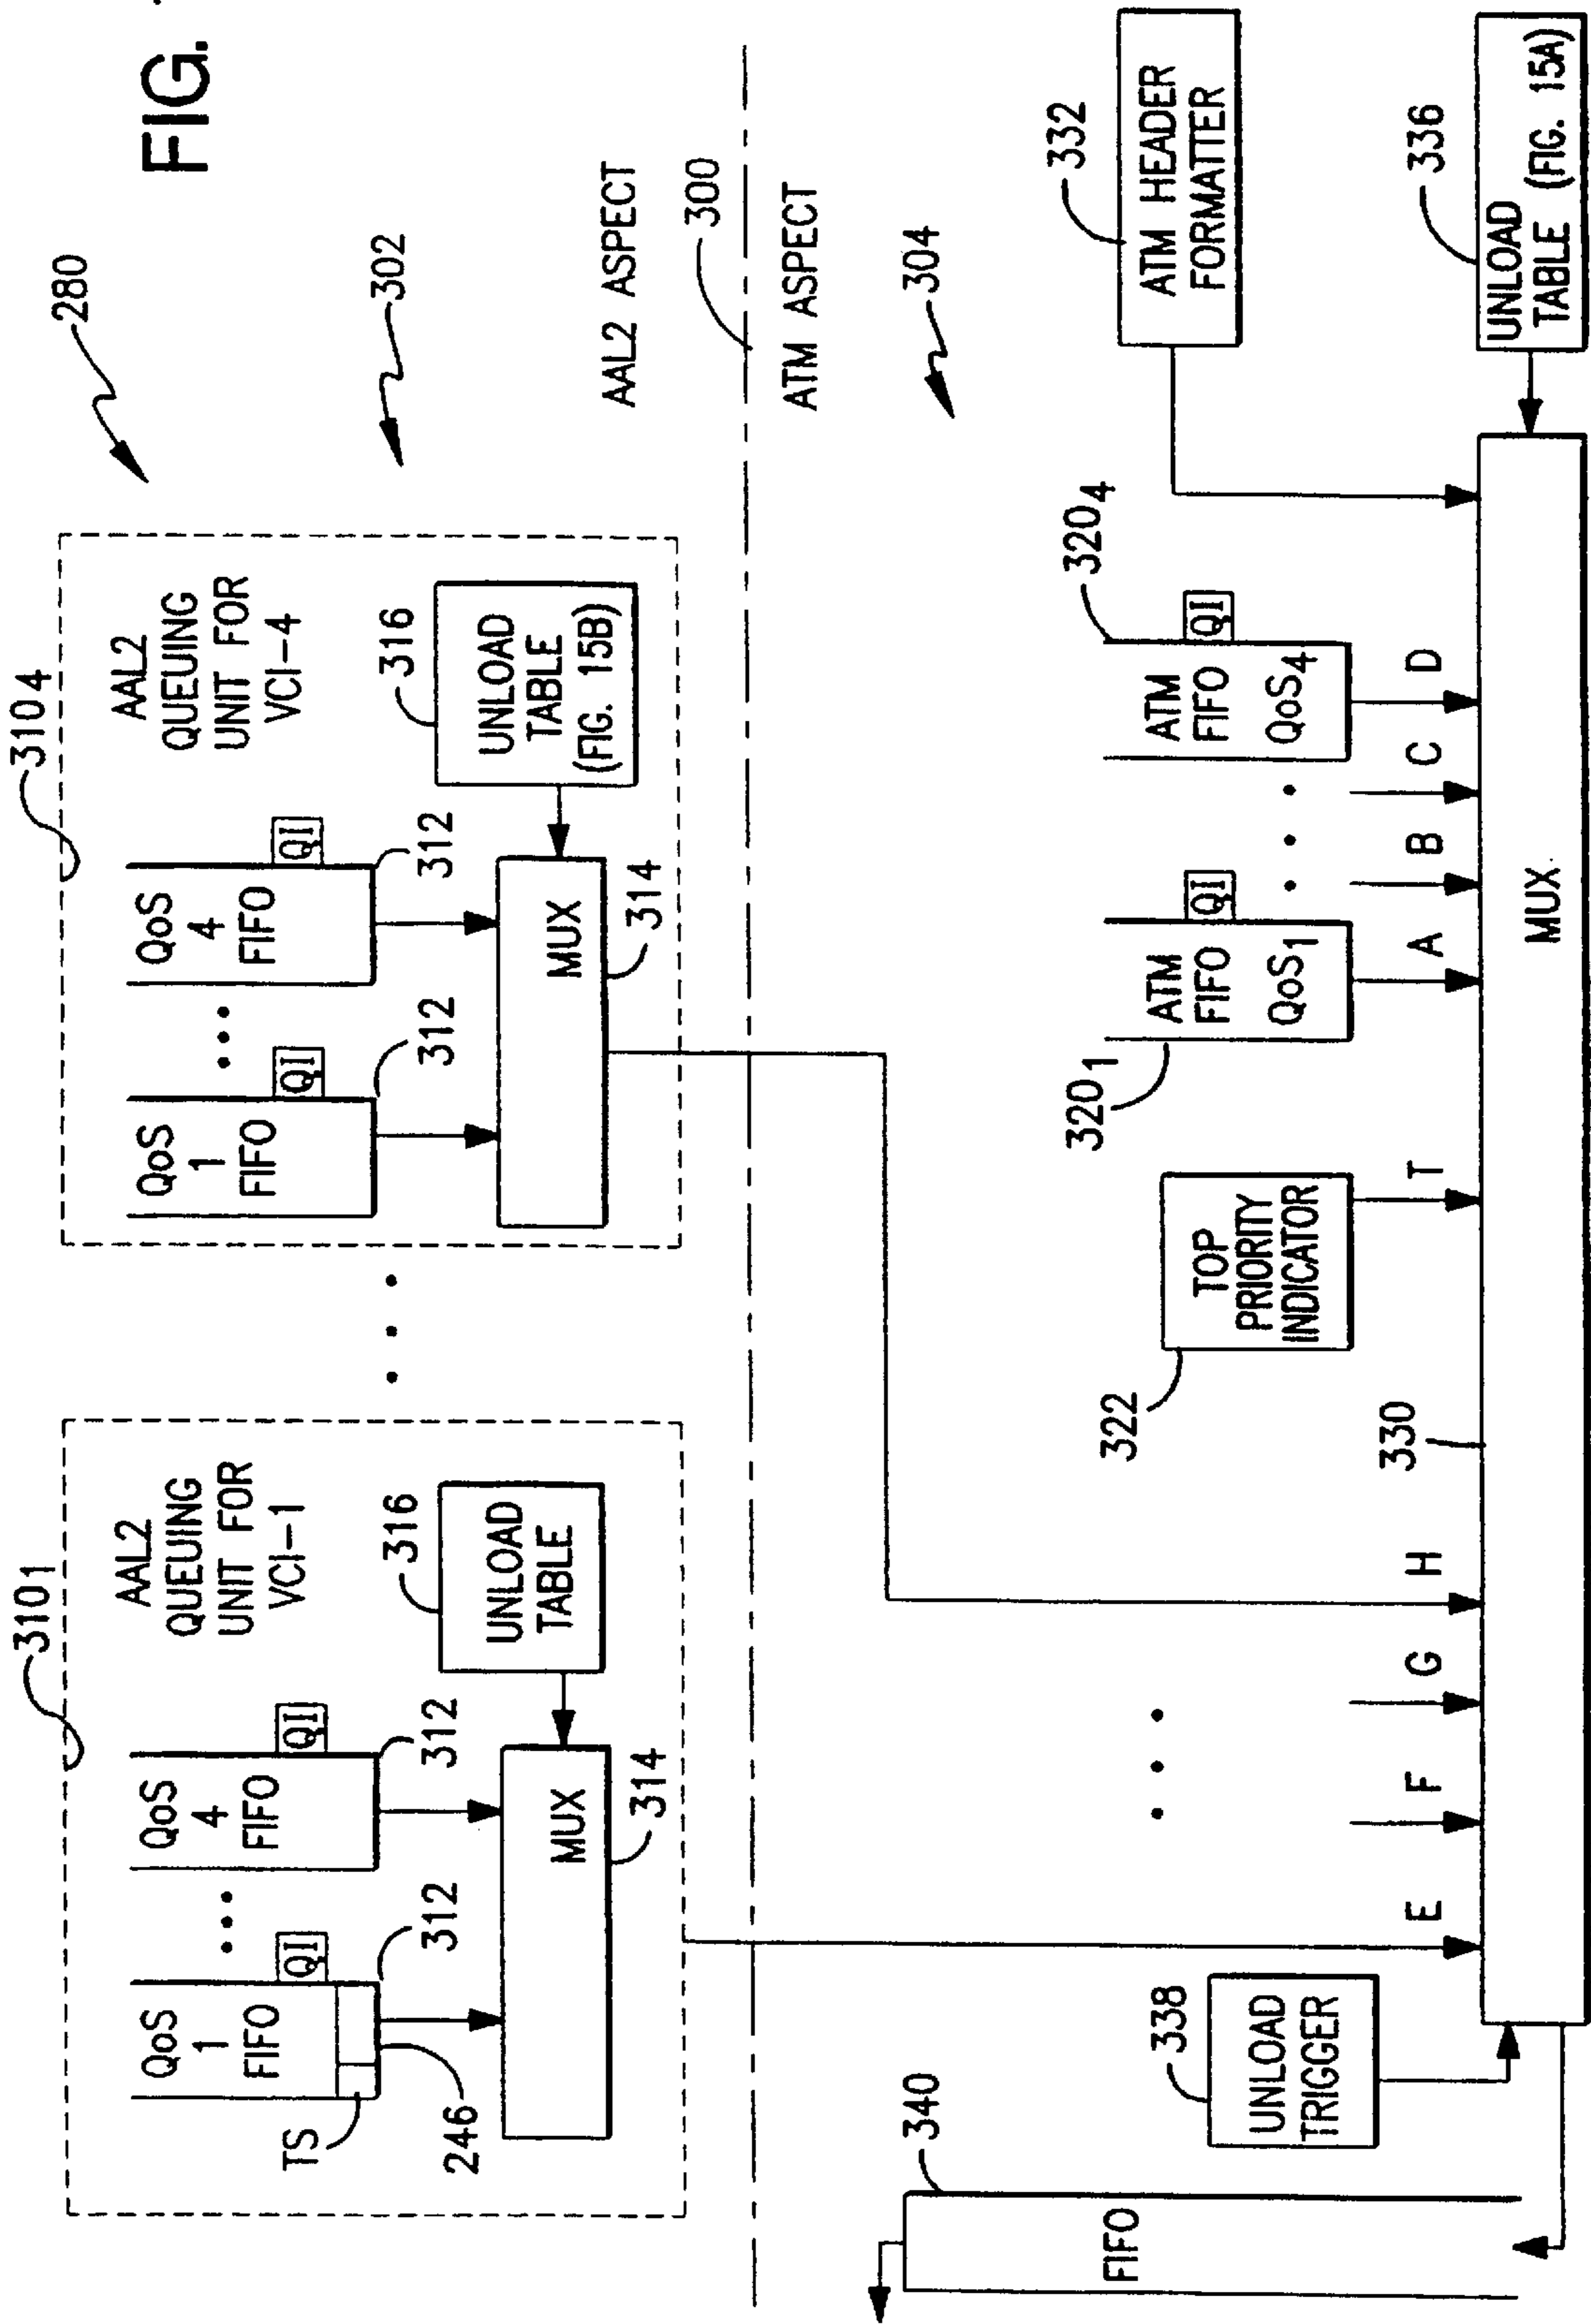 FIG.
280
302
AAL2 ASPECT
300
ATM ASPECT
304
3101
AAL2
QUEUING
UNIT FOR
VCI-1
QoS
1
FIFO
QI
TS
246
312
QoS
4
FIFO
QI
312
316
UNLOAD
TABLE
MUX
314
3104
AAL2
QUEUING
UNIT FOR
VCI-4
QoS
1
FIFO
QI
312
QoS
4
FIFO
QI
312
316
UNLOAD
TABLE
(FIG. 15B)
MUX
314
340
FIFO
338
UNLOAD
TRIGGER
E
F
G
H
330
322
TOP
PRIORITY
INDICATOR
T
3201
ATM
FIFO
QoS1
QI
A
B
C
D
3204
ATM
FIFO
QoS4
QI
332
ATM HEADER
FORMATTER
336
UNLOAD
TABLE (FIG. 15A)
MUX